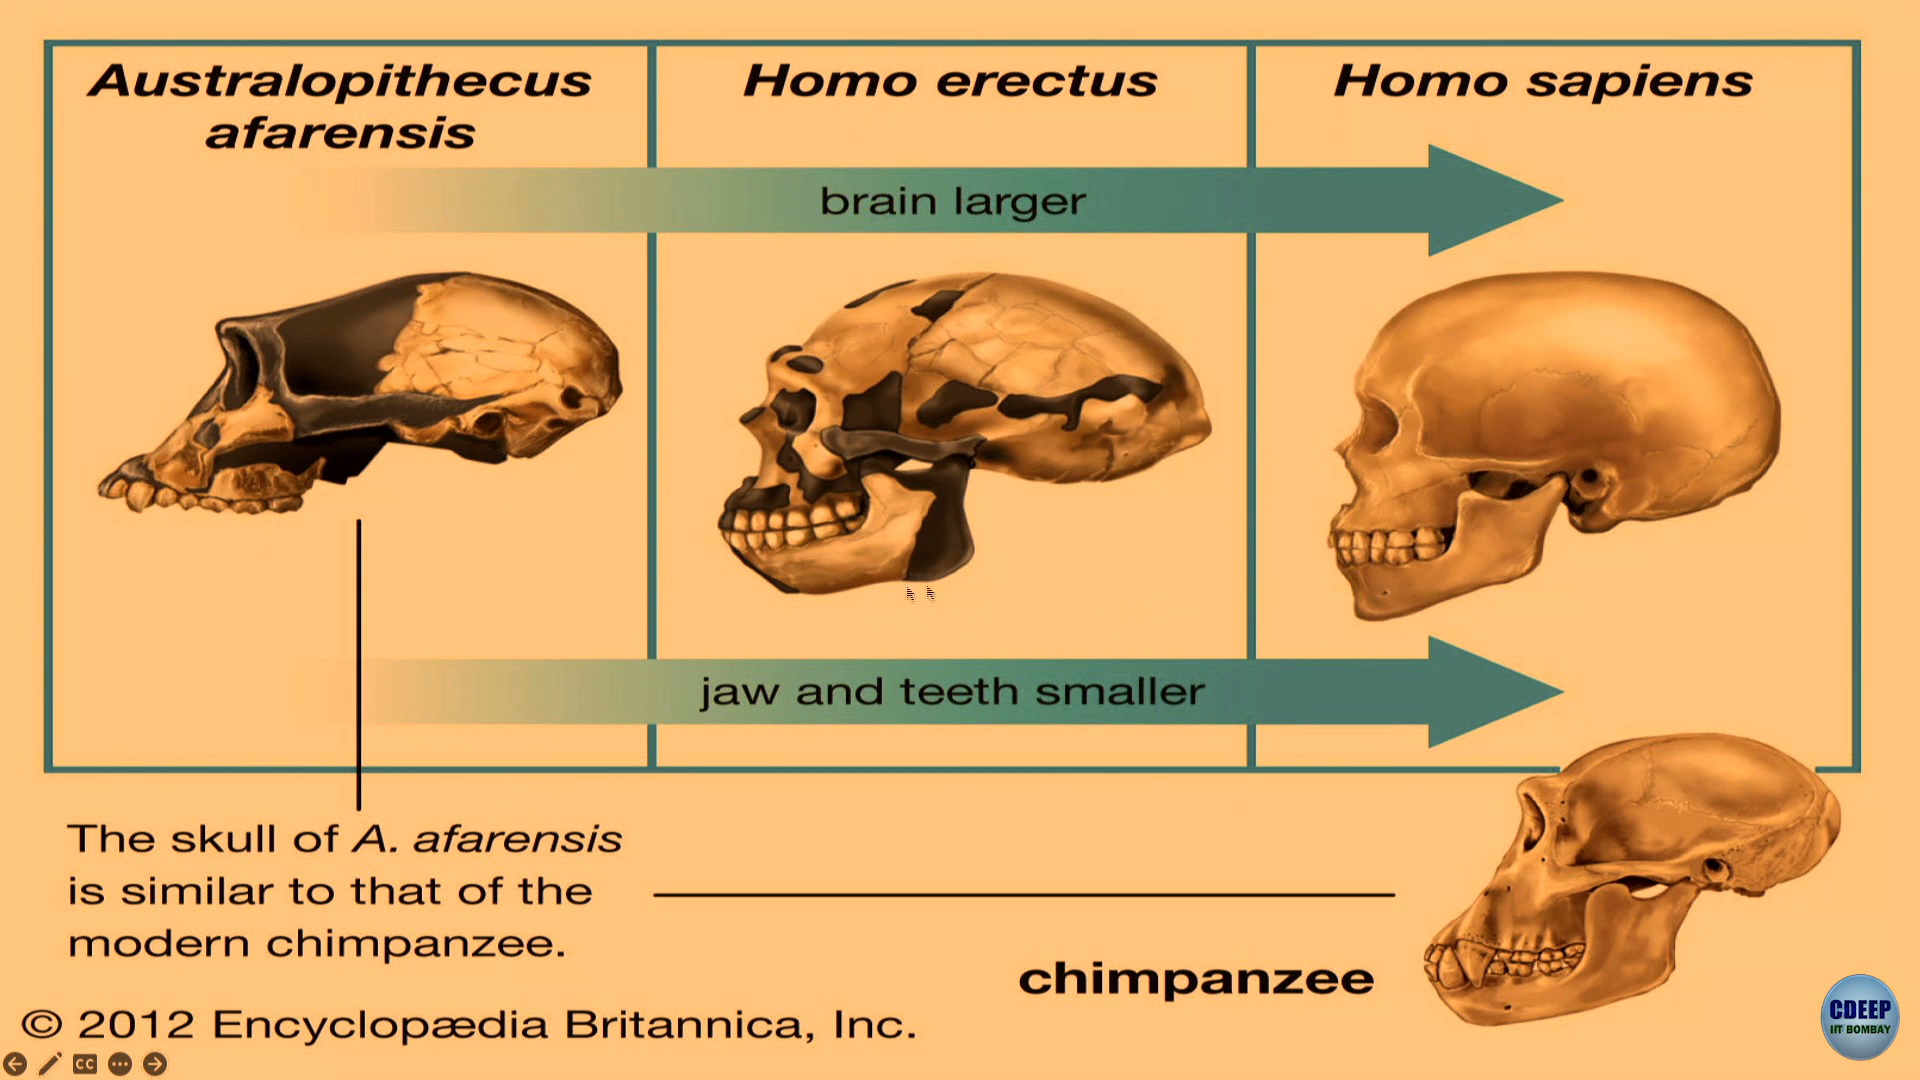 Australopithecus
afarensis
Homo erectus
Homo sapiens
brain larger
jaw and teeth smaller
The skull of A. afarensis
is similar to that of the
modern chimpanzee.
chimpanzee
© 2012 Encyclopædia Britannica, Inc.
CDEEP
IIT BOMBAY
CC